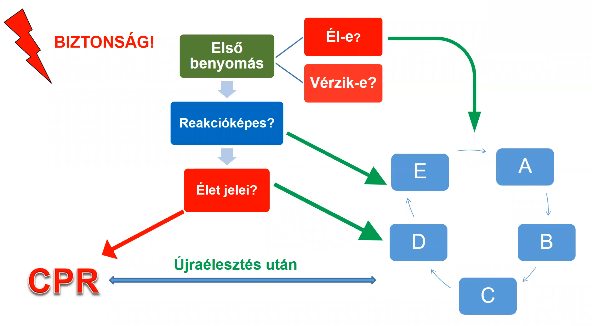 BIZTONSÁG!
Első
benyomás
Él-e?
Vérzik-e?
Reakcióképes?
Élet jelei?
E
A
D
B
C
Újraélesztés után
CPR